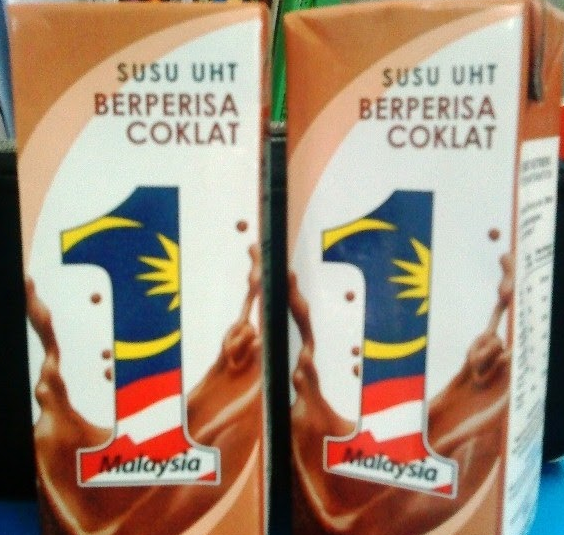 SUSU UHT
BERPERISA
COKLAT
1
Malaysia
SUSU UHT
BERPERISA
COKLAT
1
Malaysia